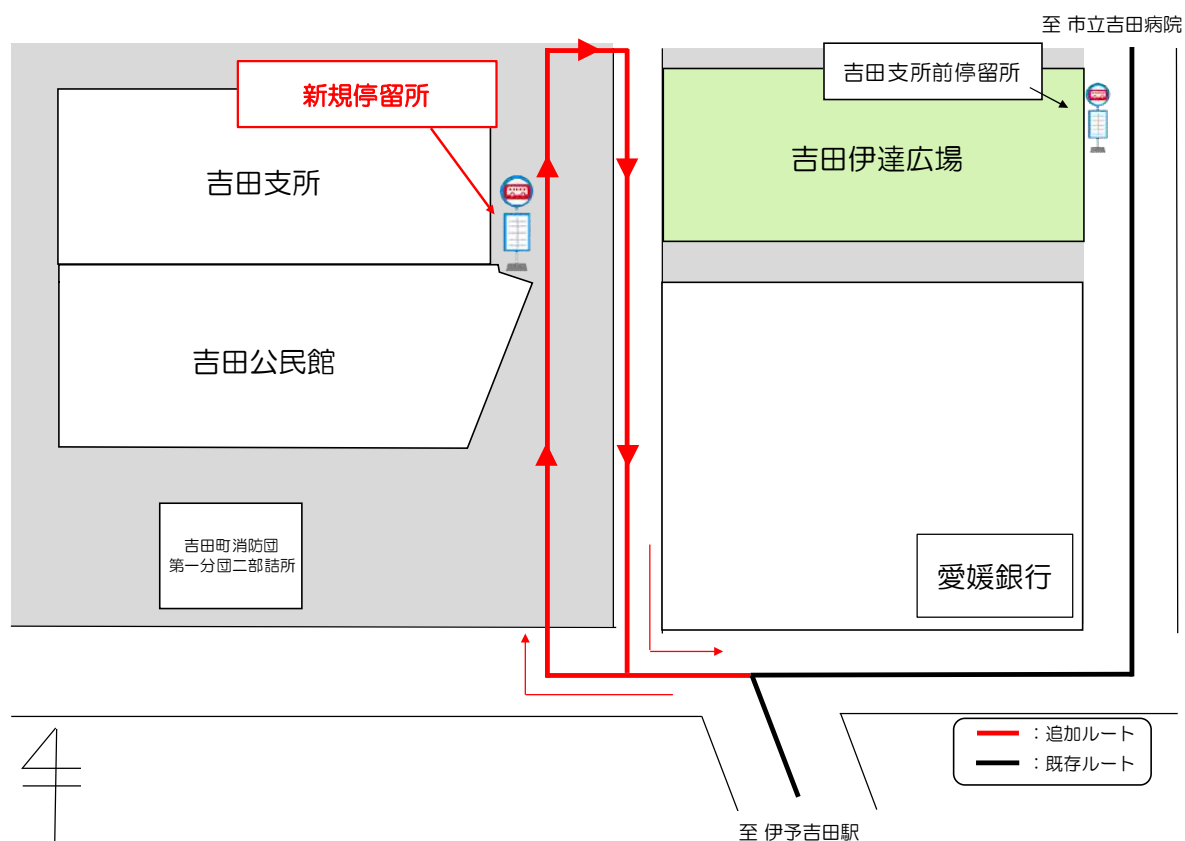 至 市立吉田病院
吉田支所前停留所
新規停留所
吉田伊達広場
吉田支所
吉田公民館
吉田町消防団
第一分団二部詰所
愛媛銀行
：追加ルート
：既存ルート
至 伊予吉田駅